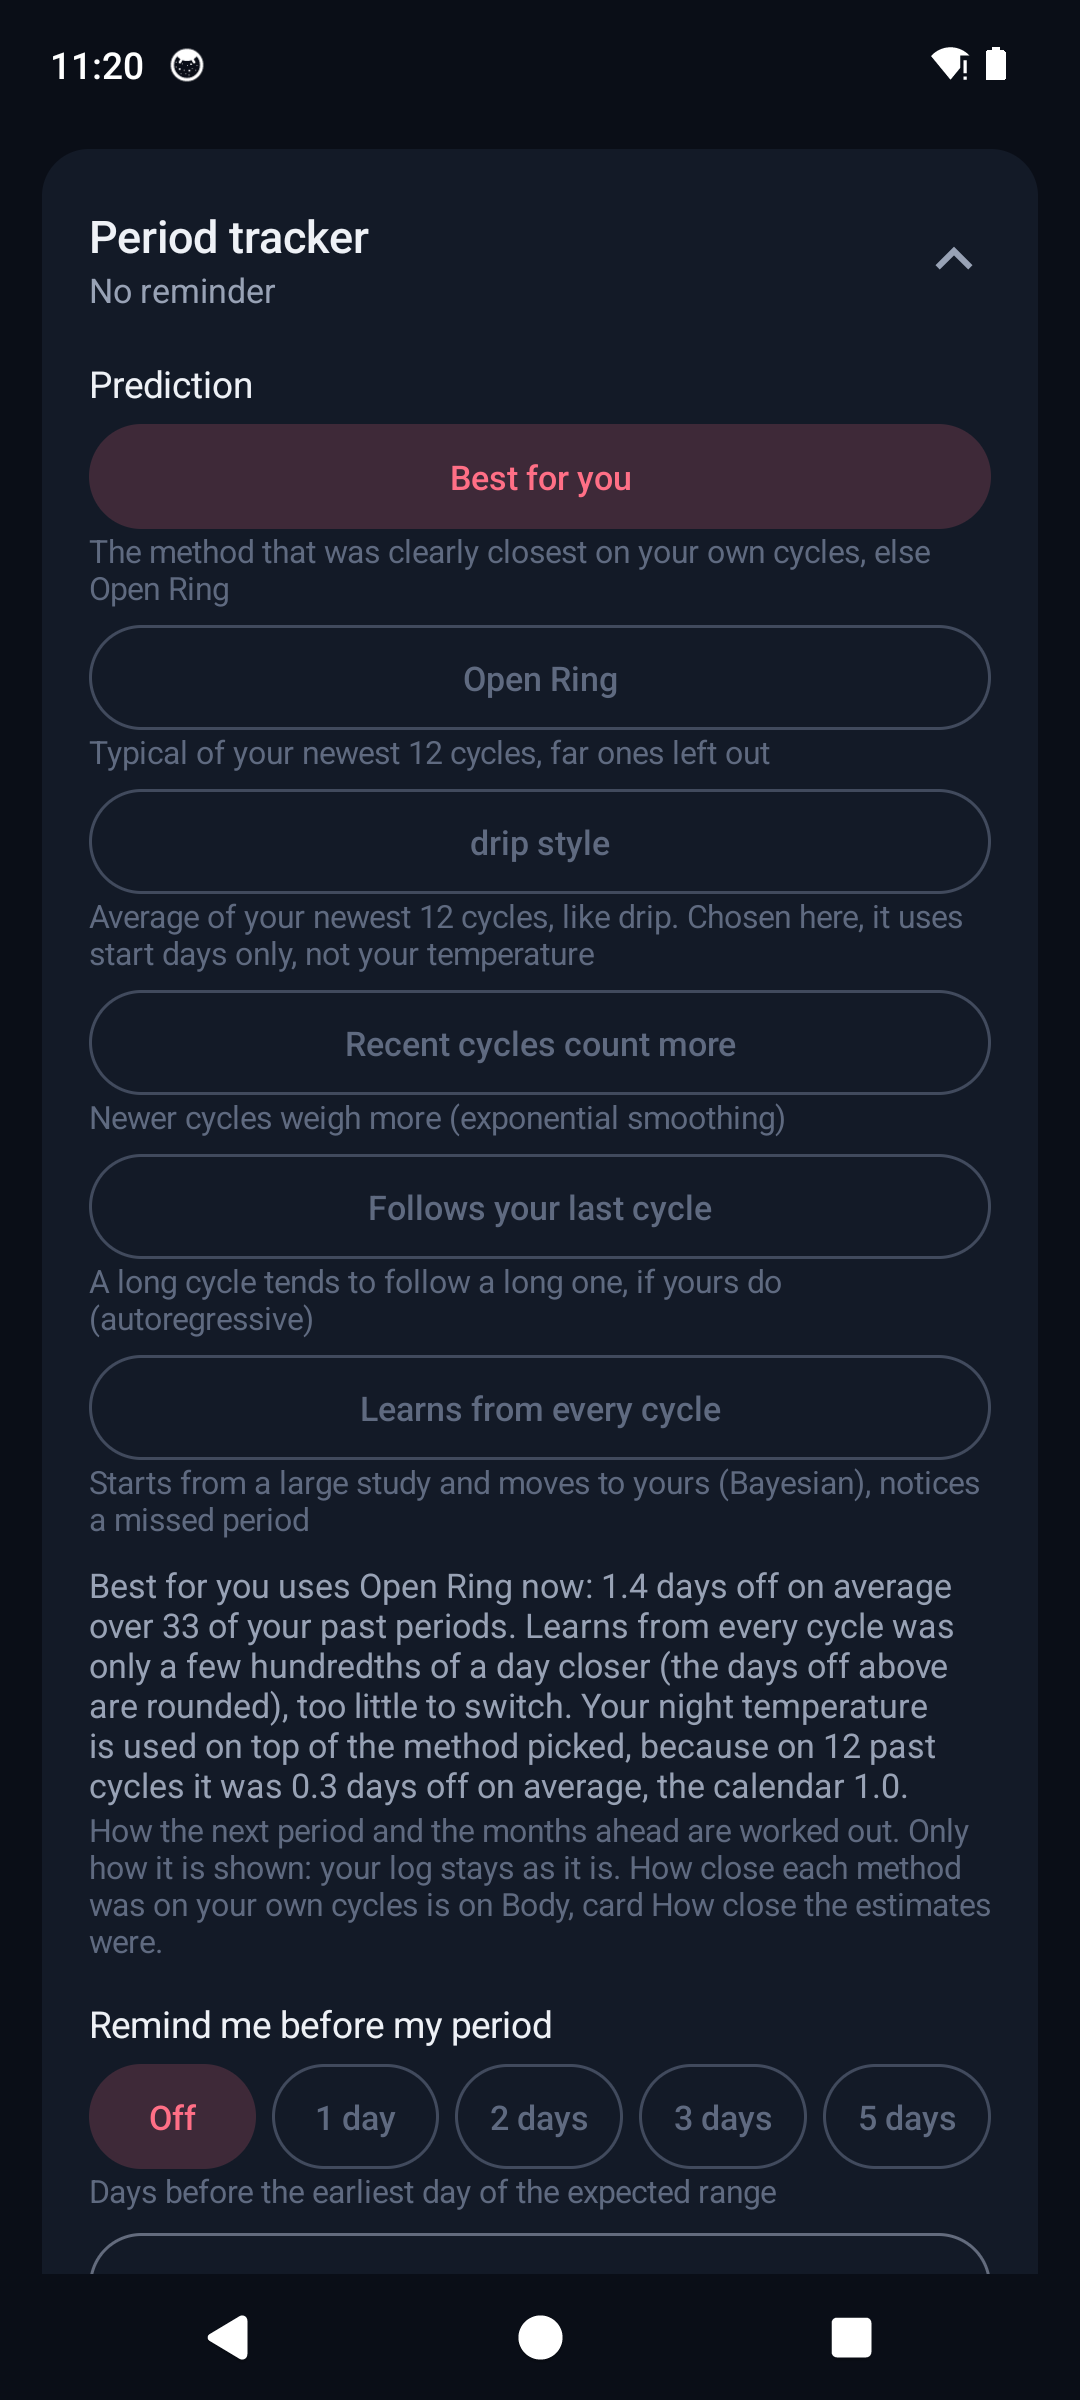 11:20
Period tracker
No reminder
Prediction
Best for you
The method that was clearly closest on your own cycles, else
Open Ring
Open Ring
Typical of your newest 12 cycles, far ones left out
drip style
Average of your newest 12 cycles, like drip. Chosen here, it uses
start days only, not your temperature
Recent cycles count more
Newer cycles weigh more (exponential smoothing)
Follows your last cycle
A long cycle tends to follow a long one, if yours do
(autoregressive)
Learns from every cycle
Starts from a large study and moves to yours (Bayesian), notices
a missed period
Best for you uses Open Ring now: 1.4 days off on average
over 33 of your past periods. Learns from every cycle was
only a few hundredths of a day closer (the days off above
are rounded), too little to switch. Your night temperature
is used on top of the method picked, because on 12 past
cycles it was 0.3 days off on average, the calendar 1.0.
How the next period and the months ahead are worked out. Only
how it is shown: your log stays as it is. How close each method
was on your own cycles is on Body, card How close the estimates
were.
Remind me before my period
Off
1 day
2 days
3 days
5 days
Days before the earliest day of the expected range